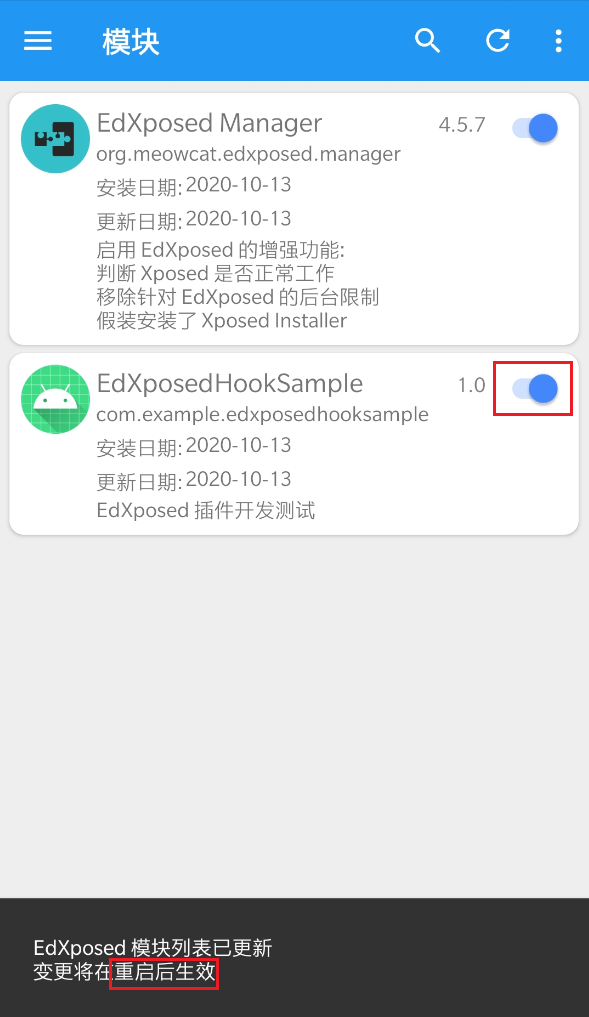 模块
EdXposed Manager 4.5.7
org.meowcat.edxposed.manager
安装日期: 2020-10-13
更新日期: 2020-10-13
启用 EdXposed 的增强功能:
判断 Xposed 是否正常工作
移除针对 EdXposed 的后台限制
假装安装了 Xposed Installer
EdXposedHookSample 1.0
com.example.edxposedhooksample
安装日期: 2020-10-13
更新日期: 2020-10-13
EdXposed 插件开发测试
EdXposed 模块列表已更新
变更将在重启后生效